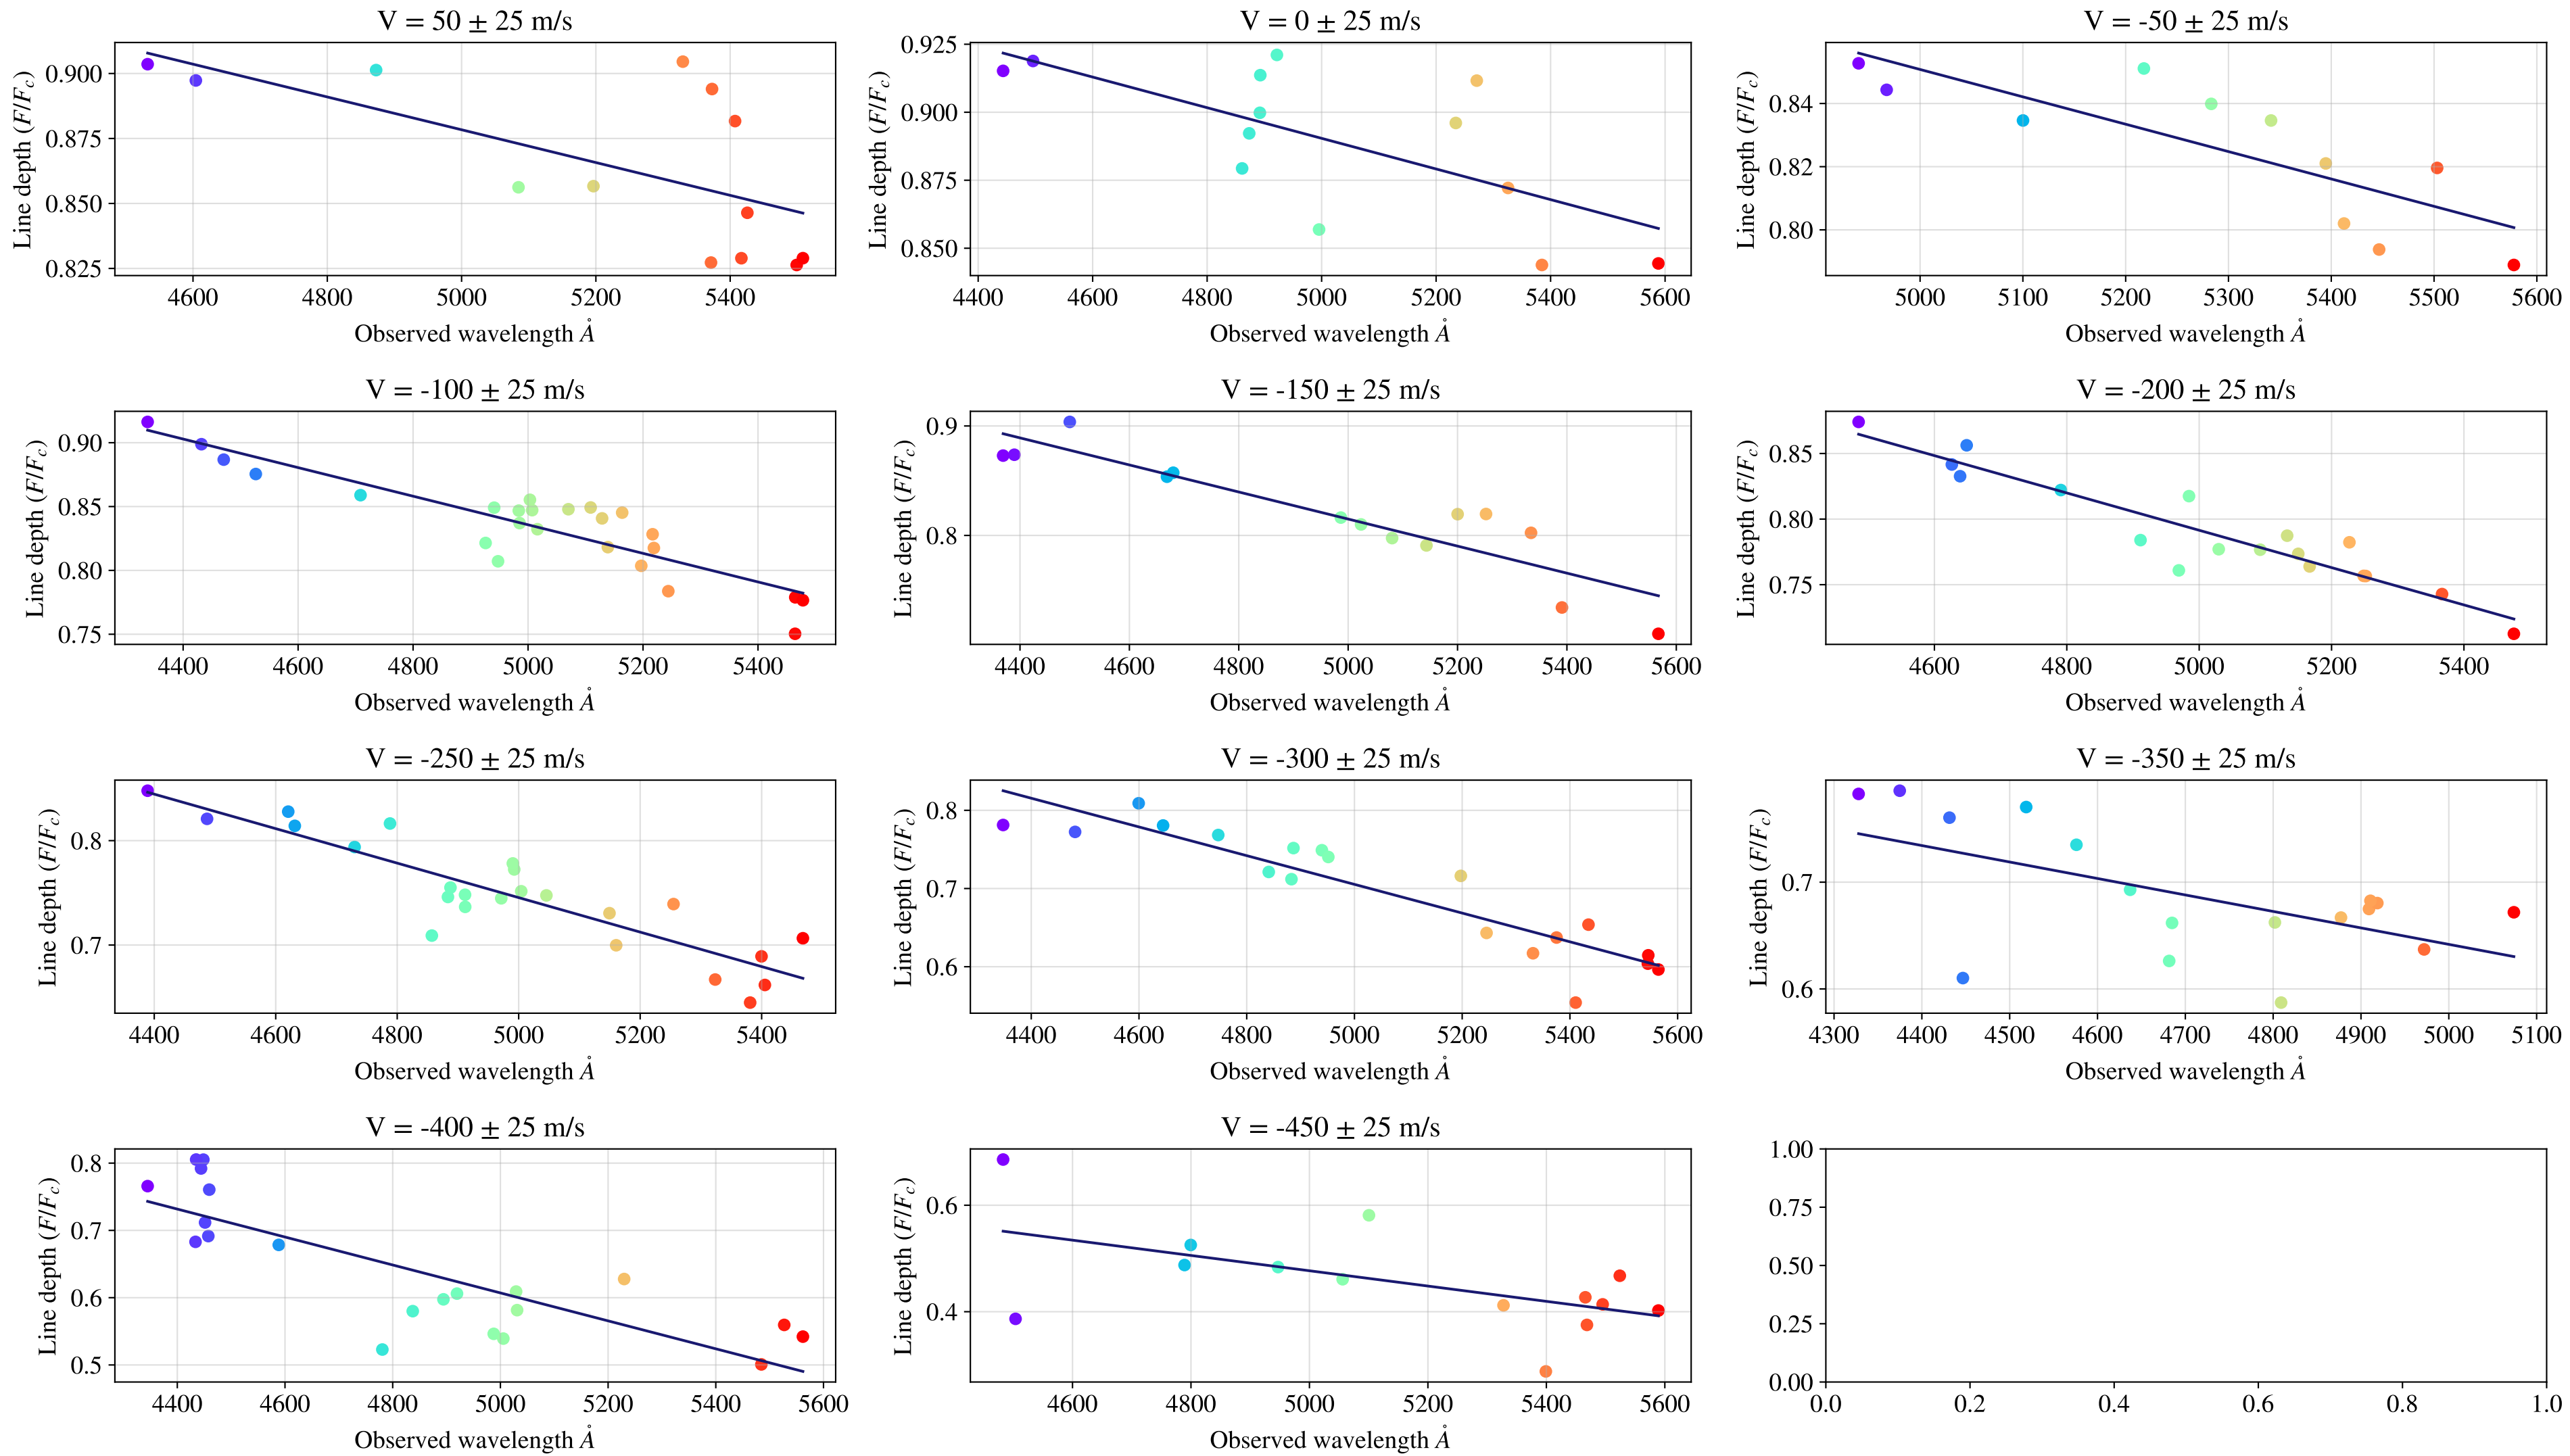 V = 50 ± 25 m/s
V = 0 ± 25 m/s
V = -50 ± 25 m/s
Line depth (F/Fc)
0.900
0.875
0.850
0.825
4600 4800 5000 5200 5400
Observed wavelength Å
Line depth (F/Fc)
0.925
0.900
0.875
0.850
4400 4600 4800 5000 5200 5400 5600
Observed wavelength Å
Line depth (F/Fc)
0.84
0.82
0.80
5000 5100 5200 5300 5400 5500 5600
Observed wavelength Å
V = -100 ± 25 m/s
V = -150 ± 25 m/s
V = -200 ± 25 m/s
Line depth (F/Fc)
0.90
0.85
0.80
0.75
4400 4600 4800 5000 5200 5400
Observed wavelength Å
Line depth (F/Fc)
0.9
0.8
4400 4600 4800 5000 5200 5400 5600
Observed wavelength Å
Line depth (F/Fc)
0.85
0.80
0.75
4600 4800 5000 5200 5400
Observed wavelength Å
V = -250 ± 25 m/s
V = -300 ± 25 m/s
V = -350 ± 25 m/s
Line depth (F/Fc)
0.8
0.7
4400 4600 4800 5000 5200 5400
Observed wavelength Å
Line depth (F/Fc)
0.8
0.7
0.6
4400 4600 4800 5000 5200 5400 5600
Observed wavelength Å
Line depth (F/Fc)
0.7
0.6
4300 4400 4500 4600 4700 4800 4900 5000 5100
Observed wavelength Å
V = -400 ± 25 m/s
V = -450 ± 25 m/s
Line depth (F/Fc)
0.8
0.7
0.6
0.5
4400 4600 4800 5000 5200 5400 5600
Observed wavelength Å
Line depth (F/Fc)
0.6
0.4
4600 4800 5000 5200 5400 5600
Observed wavelength Å
1.00
0.75
0.50
0.25
0.00
0.0 0.2 0.4 0.6 0.8 1.0